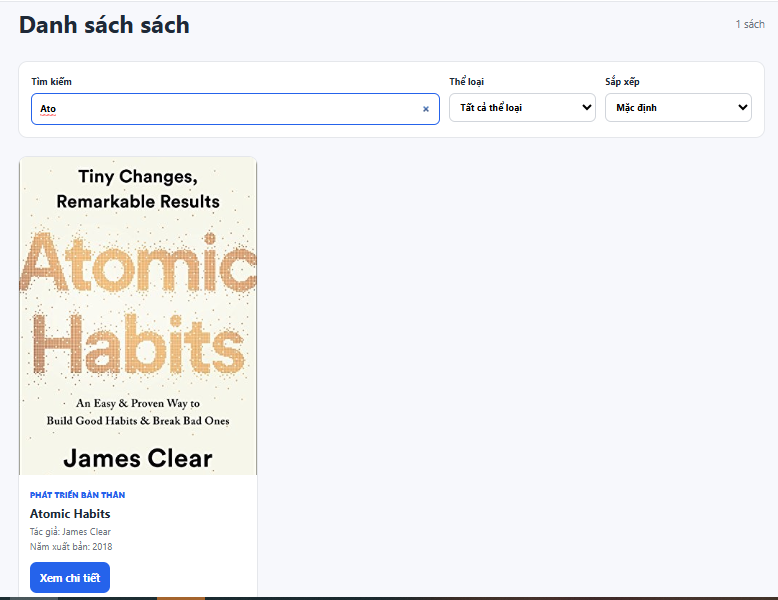 Danh sách sách
1 sách
Tìm kiếm
Thể loại
Sắp xếp
Ato
×
Tất cả thể loại
Mặc định
Tiny Changes,
Remarkable Results
Atomic
Habits
An Easy & Proven Way to
Build Good Habits & Break Bad Ones
James Clear
PHÁT TRIỂN BẢN THÂN
Atomic Habits
Tác giả: James Clear
Năm xuất bản: 2018
Xem chi tiết